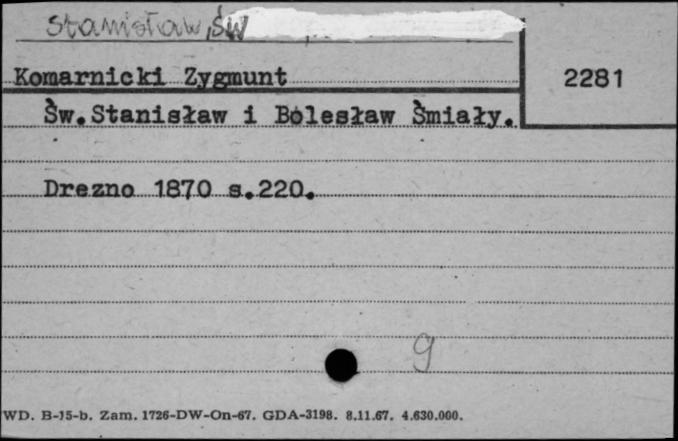 Stanisław, Św
Komarnicki Zygmunt
2281
Św.Stanisław i Bolesław Śmiały.
Drezno 1870 s.220.
g
WD. B-15-b. Zam. 1726-DW-On-67. GDA-3198. 8.11.67. 4.630.000.